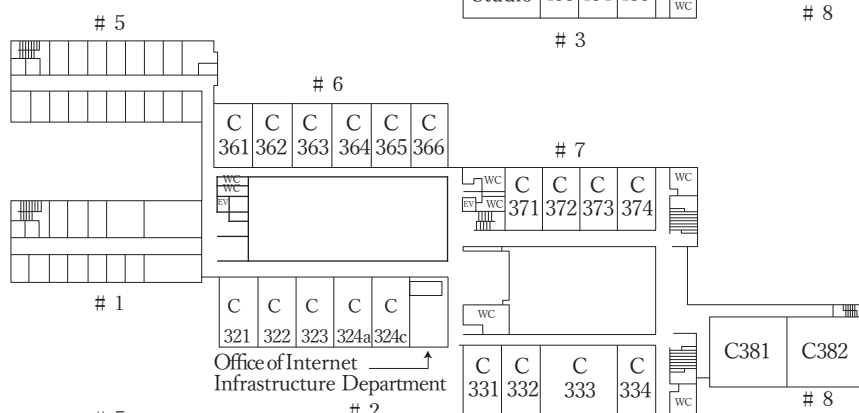 WC
# 8
# 5
# 3
# 6
C 361
C 362
C 363
C 364
C 365
C 366
# 7
WC
WC
EV
WC
EV
WC
C 371
C 372
C 373
C 374
WC
# 1
C 321
C 322
C 323
C 324a
C 324c
WC
Office of Internet
Infrastructure Department
C 331
C 332
C 333
C 334
C381
C382
WC
# 2
# 8